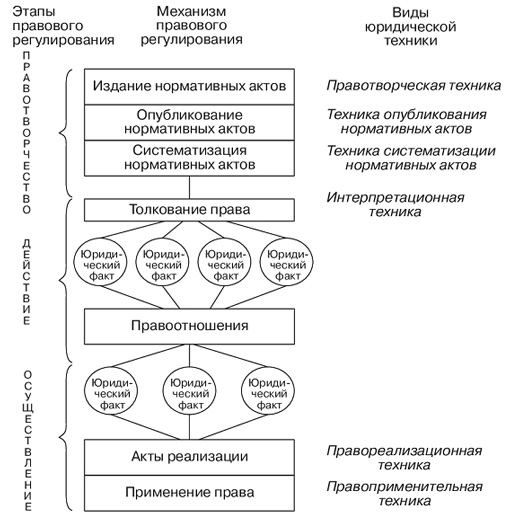 Этапы
правового
регулирования
Механизм
правового
регулирования
Виды
юридической
техники
ПРАВОТВОРЧЕСТВО
Издание нормативных актов
Правотворческая техника
Опубликование
нормативных актов
Техника опубликования
нормативных актов
Систематизация
нормативных актов
Техника систематизации
нормативных актов
ДЕЙСТВИЕ
Толкование права
Интерпретационная
техника
Юриди-
ческий
факт
Юриди-
ческий
факт
Юриди-
ческий
факт
Юриди-
ческий
факт
Правоотношения
ОСУЩЕСТВЛЕНИЕ
Юриди-
ческий
факт
Юриди-
ческий
факт
Юриди-
ческий
факт
Акты реализации
Правореализационная
техника
Применение права
Правоприменительная
техника